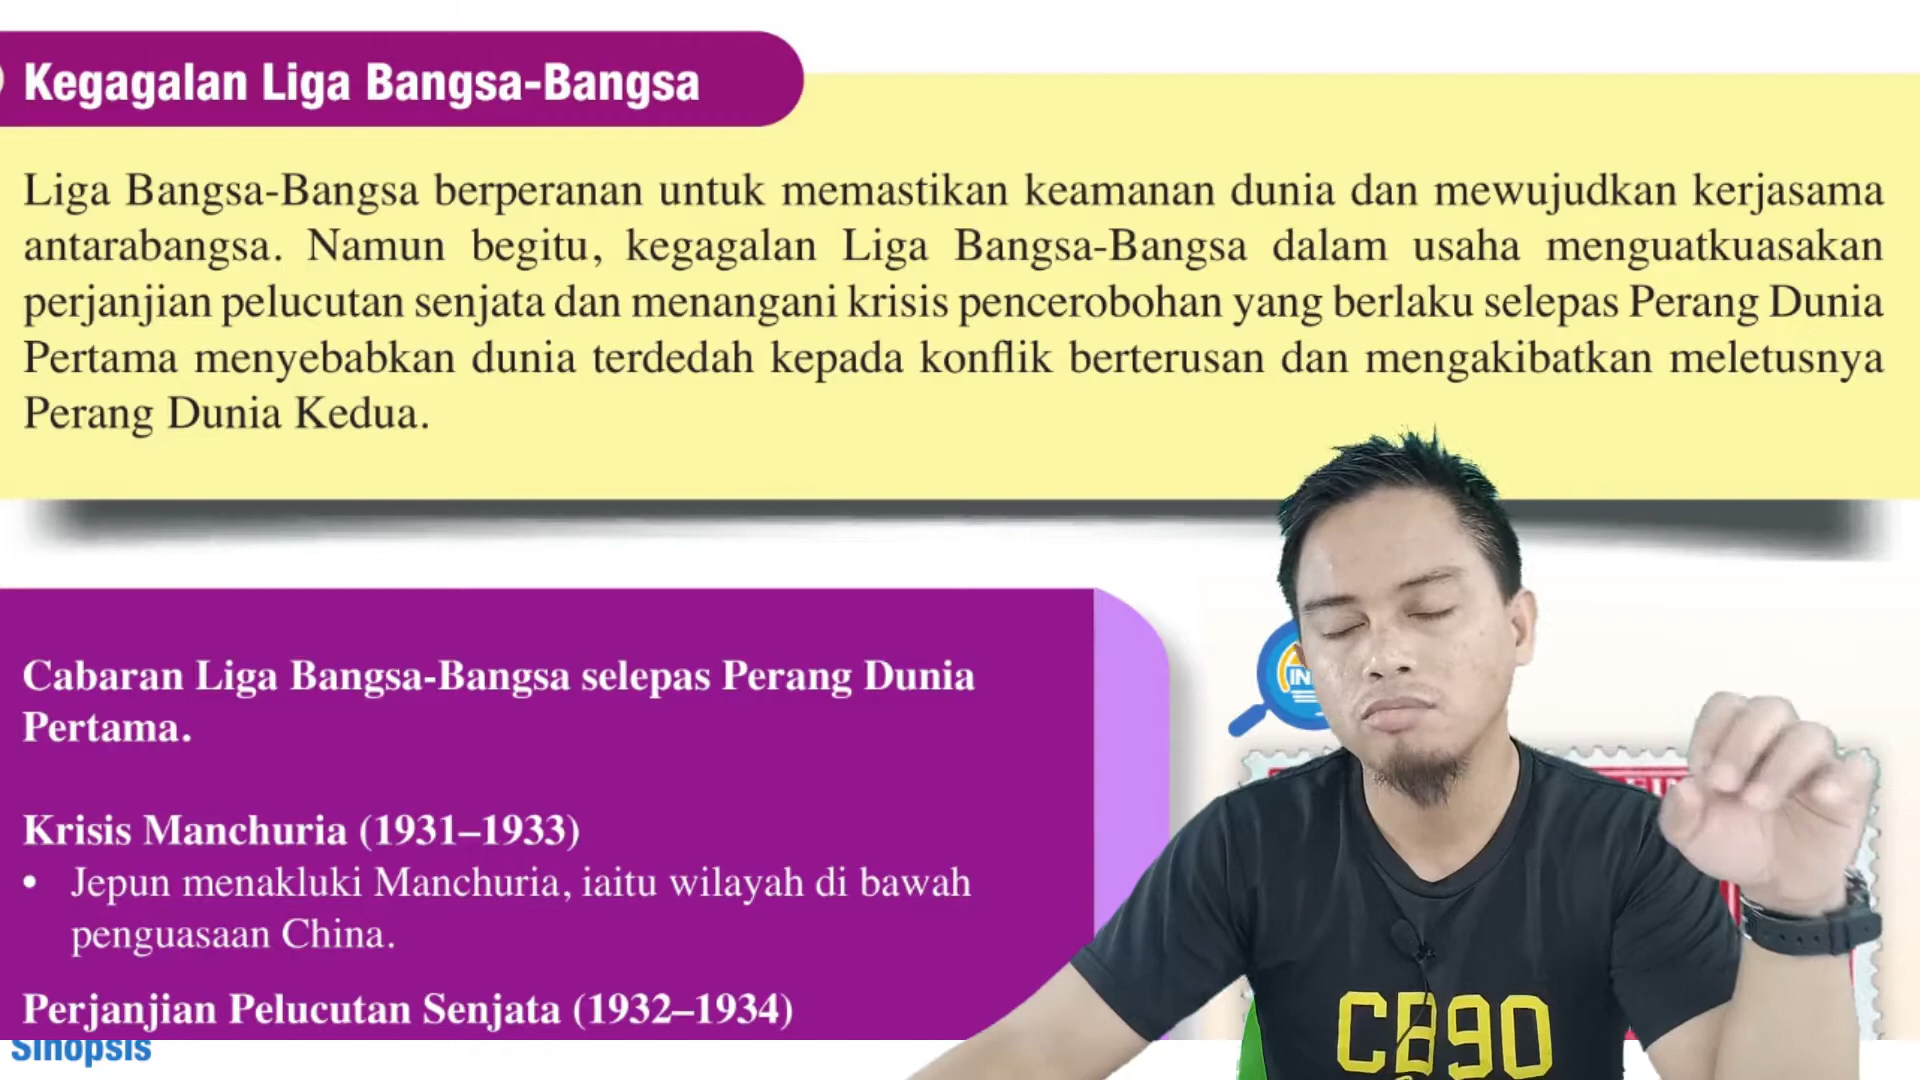 Kegagalan Liga Bangsa-Bangsa
Liga Bangsa-Bangsa berperanan untuk memastikan keamanan dunia dan mewujudkan kerjasama
antarabangsa. Namun begitu, kegagalan Liga Bangsa-Bangsa dalam usaha menguatkuasakan
perjanjian pelucutan senjata dan menangani krisis pencerobohan yang berlaku selepas Perang Dunia
Pertama menyebabkan dunia terdedah kepada konflik berterusan dan mengakibatkan meletusnya
Perang Dunia Kedua.
Cabaran Liga Bangsa-Bangsa selepas Perang Dunia
Pertama.
Krisis Manchuria (1931–1933)
• Jepun menakluki Manchuria, iaitu wilayah di bawah
penguasaan China.
Perjanjian Pelucutan Senjata (1932–1934)
Sinopsis
CB90